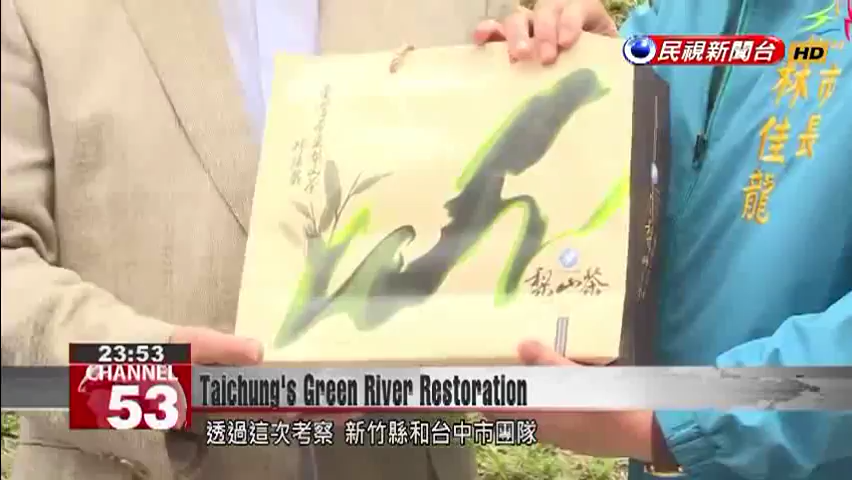 民視新聞台 HD
市長
林佳龍
梨山茶
23:53
CHANNEL
53
Taichung's Green River Restoration
透過這次考察 新竹縣和台中市團隊